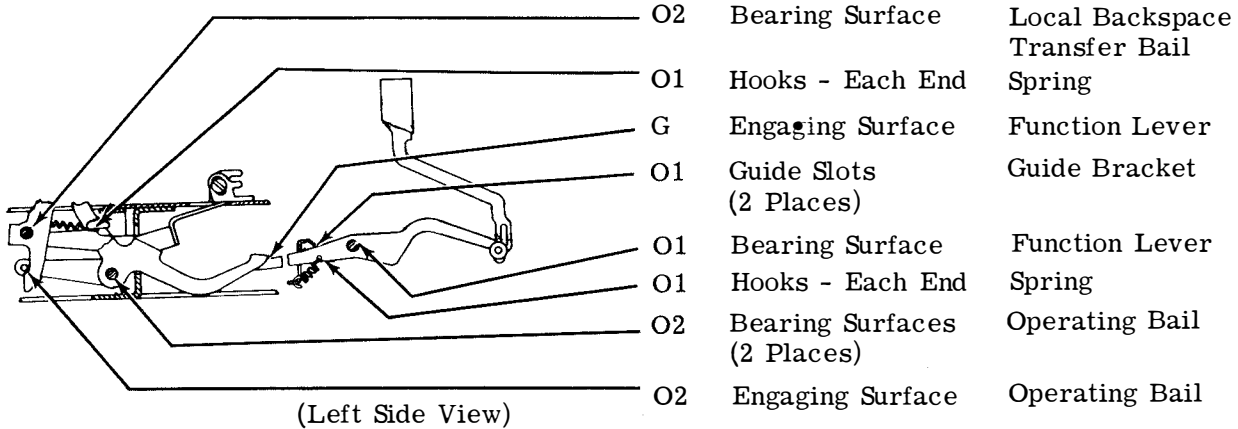 O2 Bearing Surface Local Backspace
Transfer Bail
O1 Hooks - Each End Spring
G Engaging Surface Function Lever
O1 Guide Slots Guide Bracket
(2 Places)
O1 Bearing Surface Function Lever
O1 Hooks - Each End Spring
O2 Bearing Surfaces Operating Bail
(2 Places)
O2 Engaging Surface Operating Bail
(Left Side View)